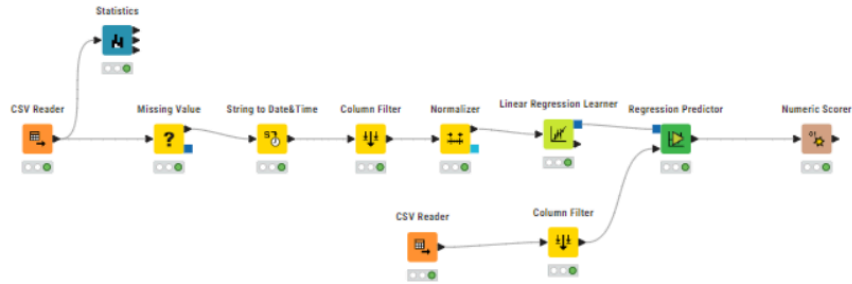 Statistics
CSV Reader
Missing Value
String to Date&Time
Column Filter
Normalizer
Linear Regression Learner
Regression Predictor
Numeric Scorer
?
S
CSV Reader
Column Filter